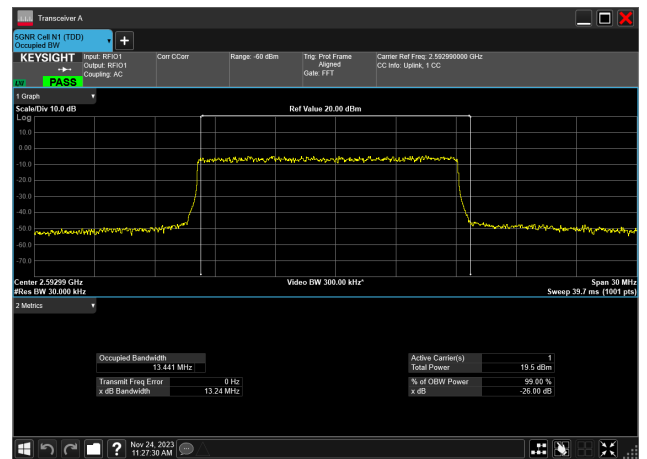 Transceiver A
5GNR Cell N1 (TDD)
Occupied BW
KEYSIGHT
Input: RFIO1
Output: RFIO1
Coupling: AC
Corr CCorr
Range: -60 dBm
Trig: Prot Frame
Aligned
Gate: FFT
Carrier Ref Freq: 2.592990000 GHz
CC Info: Uplink, 1 CC
PASS
1 Graph
Scale/Div 10.0 dB
Ref Value 20.00 dBm
Log
10.0
0.00
-10.0
-20.0
-30.0
-40.0
-50.0
-60.0
-70.0
Center 2.59299 GHz
Video BW 300.00 kHz*
Span 30 MHz
#Res BW 30.000 kHz
Sweep 39.7 ms (1001 pts)
2 Metrics
Occupied Bandwidth
13.441 MHz
Active Carrier(s) 1
Total Power 19.5 dBm
Transmit Freq Error 0 Hz
x dB Bandwidth 13.24 MHz
% of OBW Power 99.00 %
x dB -26.00 dB
Nov 24, 2023
11:27:30 AM